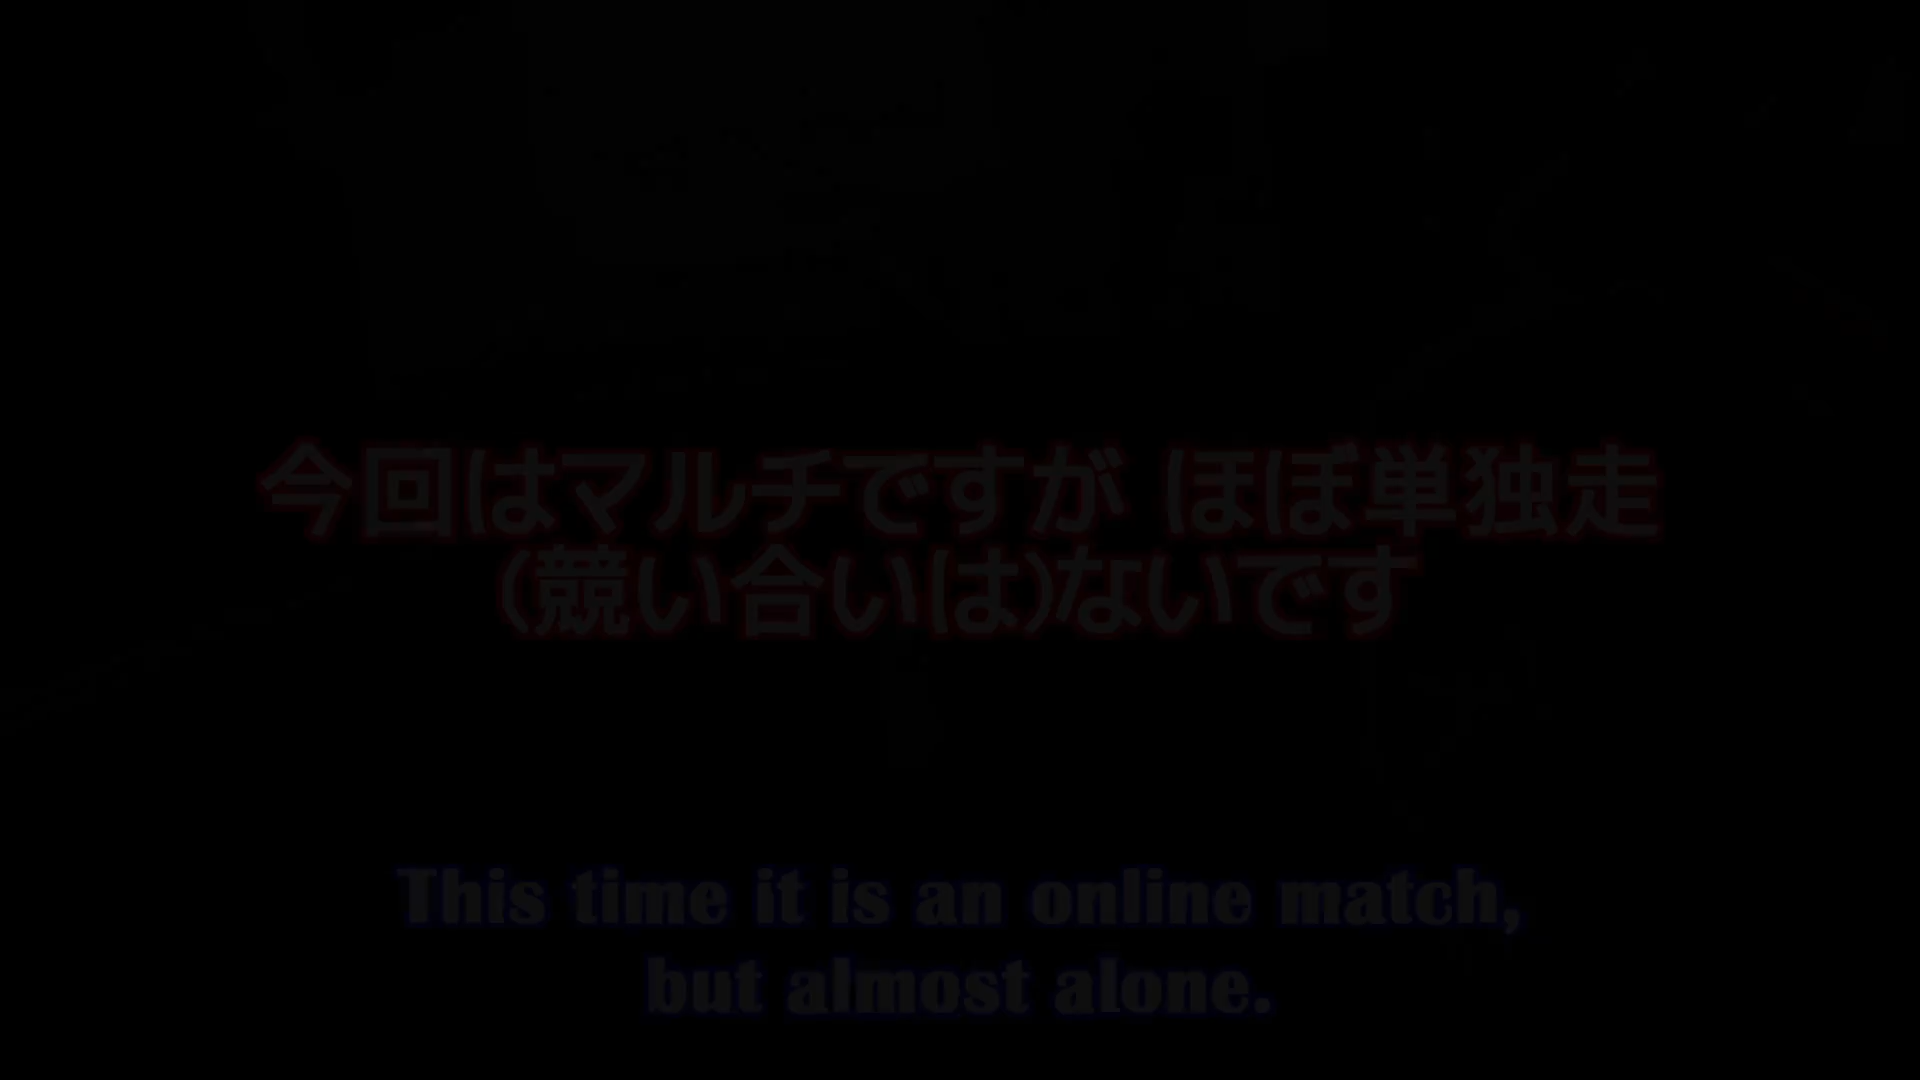 今回はマルチですが ほぼ単独走
(競い合いは)ないです
This time it is an online match,
but almost alone.